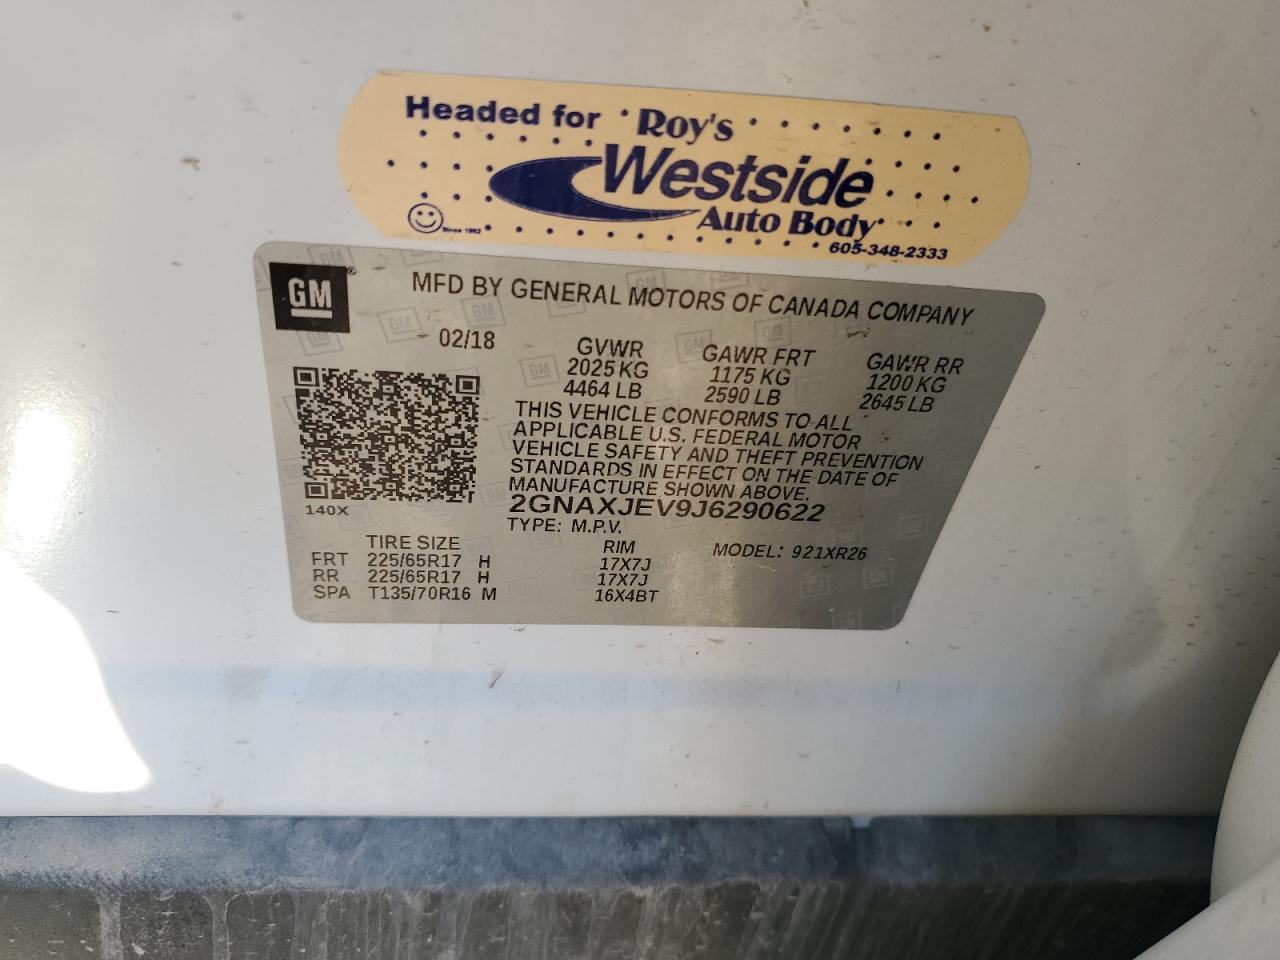 Headed for Roy's
Westside
Auto Body
Since 1982
605-348-2333
GM
MFD BY GENERAL MOTORS OF CANADA COMPANY
02/18 GVWR GAWR FRT GAWR RR
2025 KG 1175 KG 1200 KG
4464 LB 2590 LB 2645 LB
THIS VEHICLE CONFORMS TO ALL
APPLICABLE U.S. FEDERAL MOTOR
VEHICLE SAFETY AND THEFT PREVENTION
STANDARDS IN EFFECT ON THE DATE OF
MANUFACTURE SHOWN ABOVE.
140X
2GNAXJEV9J6290622
TYPE: M.P.V.
TIRE SIZE RIM MODEL: 921XR26
FRT 225/65R17 H 17X7J
RR 225/65R17 H 17X7J
SPA T135/70R16 M 16X4BT